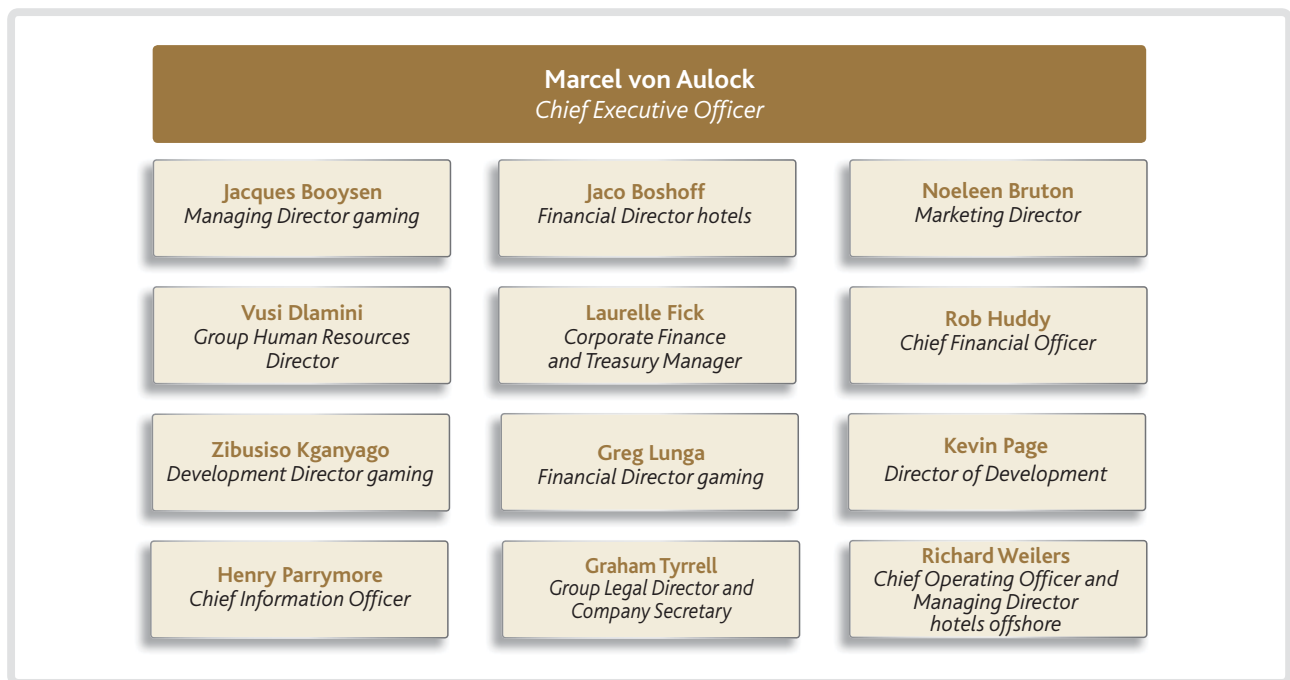 Marcel von Aulock
Chief Executive Officer
Jacques Booysen
Managing Director gaming
Jaco Boshoff
Financial Director hotels
Noeleen Bruton
Marketing Director
Vusi Dlamini
Group Human Resources
Director
Laurelle Fick
Corporate Finance
and Treasury Manager
Rob Huddy
Chief Financial Officer
Zibusiso Kganyago
Development Director gaming
Greg Lunga
Financial Director gaming
Kevin Page
Director of Development
Henry Parrymore
Chief Information Officer
Graham Tyrrell
Group Legal Director and
Company Secretary
Richard Weilers
Chief Operating Officer and
Managing Director
hotels offshore